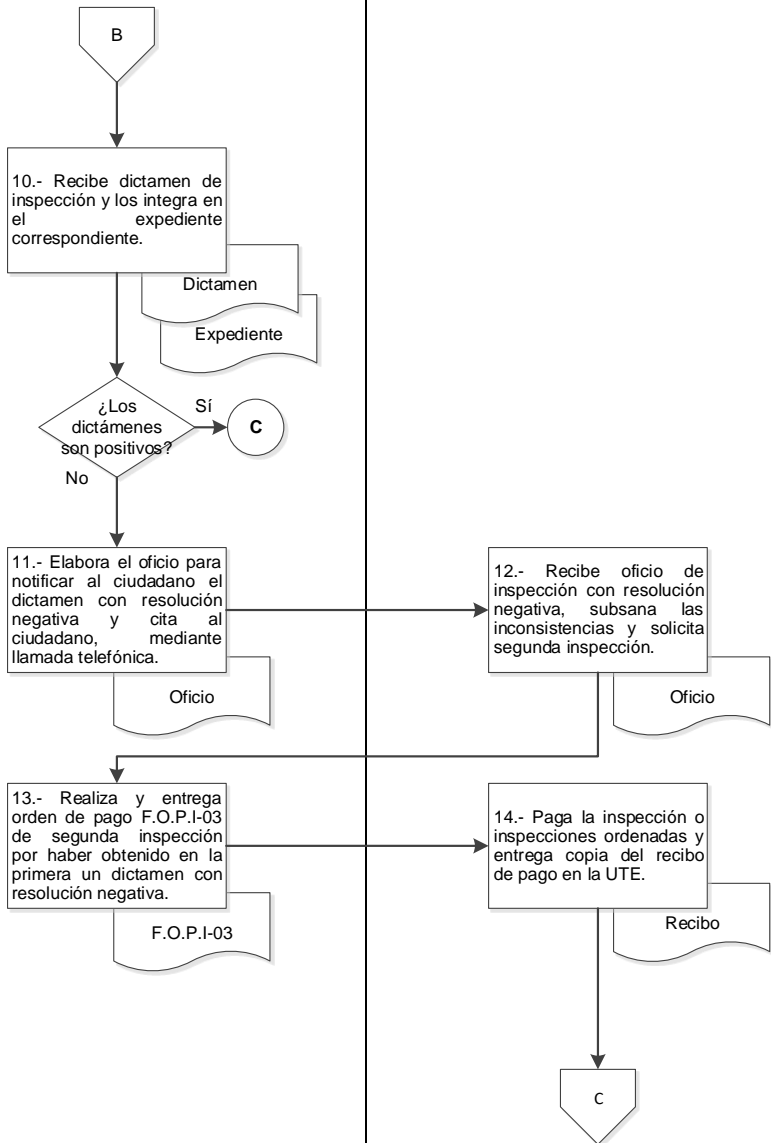 B
10.- Recibe dictamen de
inspección y los integra en
el expediente
correspondiente.
Dictamen
Expediente
¿Los
dictámenes
son positivos?
Sí
C
No
11.- Elabora el oficio para
notificar al ciudadano el
dictamen con resolución
negativa y cita al
ciudadano, mediante
llamada telefónica.
Oficio
12.- Recibe oficio de
inspección con resolución
negativa, subsana las
inconsistencias y solicita
segunda inspección.
Oficio
13.- Realiza y entrega
orden de pago F.O.P.I-03
de segunda inspección
por haber obtenido en la
primera un dictamen con
resolución negativa.
F.O.P.I-03
14.- Paga la inspección o
inspecciones ordenadas y
entrega copia del recibo
de pago en la UTE.
Recibo
C